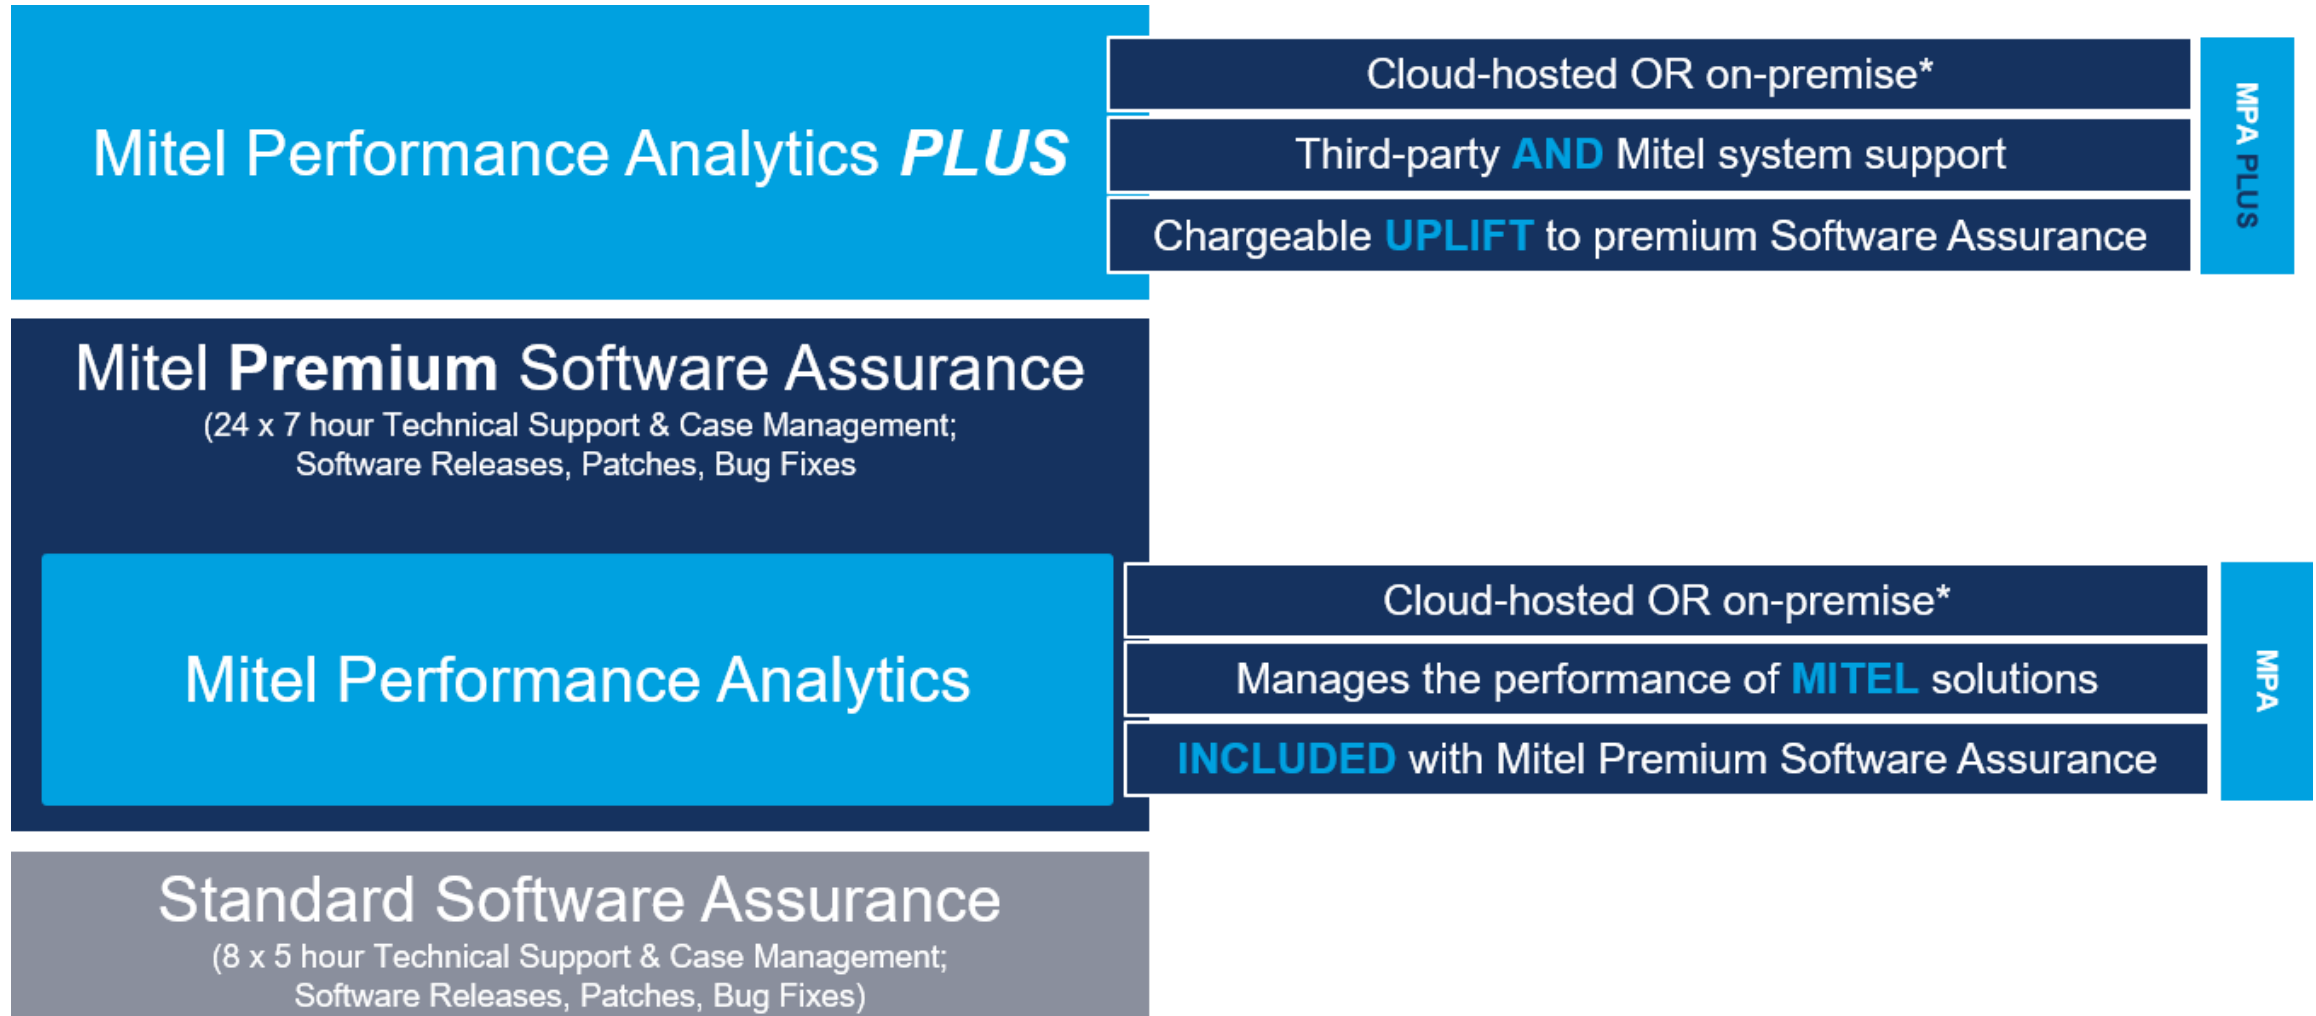 Mitel Performance Analytics PLUS
Cloud-hosted OR on-premise*
Third-party AND Mitel system support
Chargeable UPLIFT to premium Software Assurance
MPA PLUS
Mitel Premium Software Assurance
(24 x 7 hour Technical Support & Case Management;
Software Releases, Patches, Bug Fixes
Mitel Performance Analytics
Cloud-hosted OR on-premise*
Manages the performance of MITEL solutions
INCLUDED with Mitel Premium Software Assurance
MPA
Standard Software Assurance
(8 x 5 hour Technical Support & Case Management;
Software Releases, Patches, Bug Fixes)